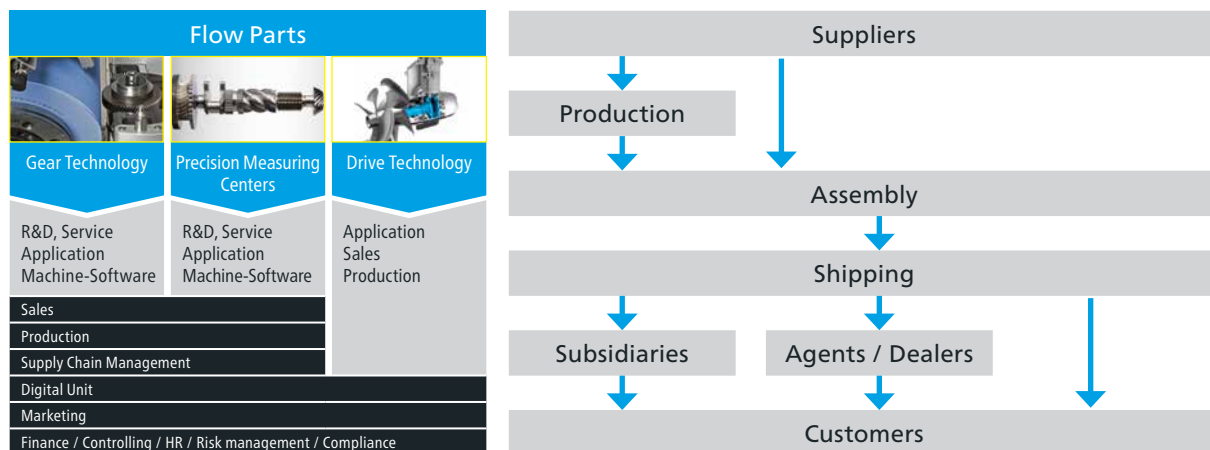 Flow Parts
Gear Technology
Precision Measuring
Centers
Drive Technology
R&D, Service
Application
Machine-Software
R&D, Service
Application
Machine-Software
Application
Sales
Production
Sales
Production
Supply Chain Management
Digital Unit
Marketing
Finance / Controlling / HR / Risk management / Compliance
Suppliers
Production
Assembly
Shipping
Subsidiaries
Agents / Dealers
Customers